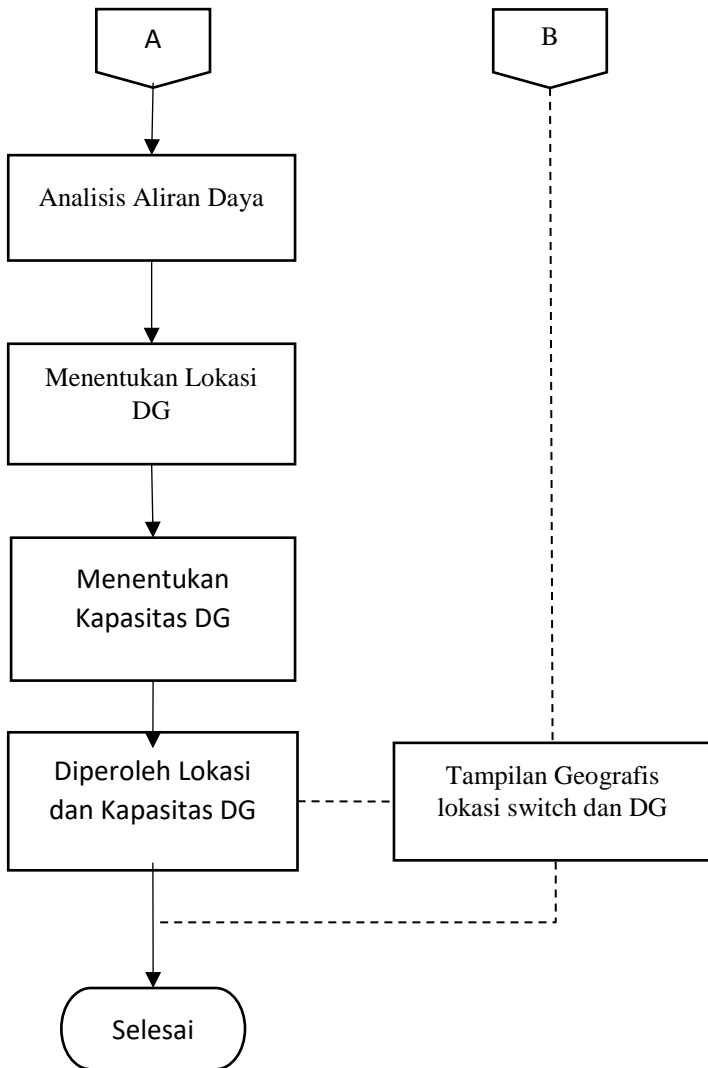 A
B
Analisis Aliran Daya
Menentukan Lokasi
DG
Menentukan
Kapasitas DG
Diperoleh Lokasi
dan Kapasitas DG
Tampilan Geografis
lokasi switch dan DG
Selesai